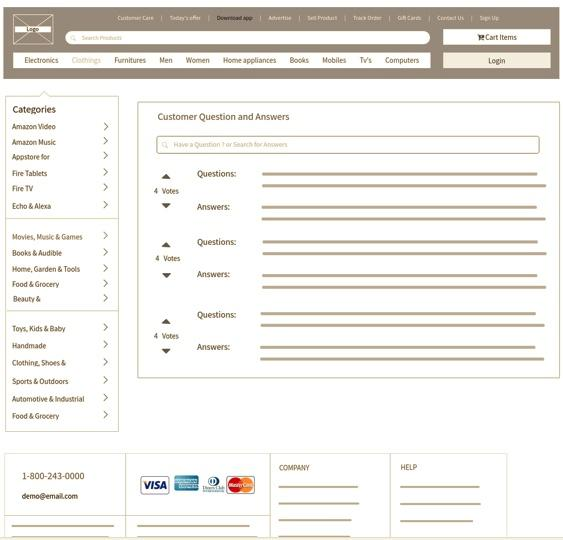 Customer Care | Today's offer | Download app | Advertise | Sell Product | Track Order | Gift Cards | Contact Us | Sign Up
Logo
Search Products
Cart Items
Electronics Clothings Furnitures Men Women Home appliances Books Mobiles Tv's Computers
Login
Categories
Amazon Video
Amazon Music
Appstore for
Fire Tablets
Fire TV
Echo & Alexa
Movies, Music & Games
Books & Audible
Home, Garden & Tools
Food & Grocery
Beauty &
Toys, Kids & Baby
Handmade
Clothing, Shoes &
Sports & Outdoors
Automotive & Industrial
Food & Grocery
Customer Question and Answers
Have a Question ? or Search for Answers
Questions:
4 Votes
Answers:
Questions:
4 Votes
Answers:
Questions:
4 Votes
Answers:
1-800-243-0000
demo@email.com
VISA
Diners Club
MasterCard
COMPANY
HELP